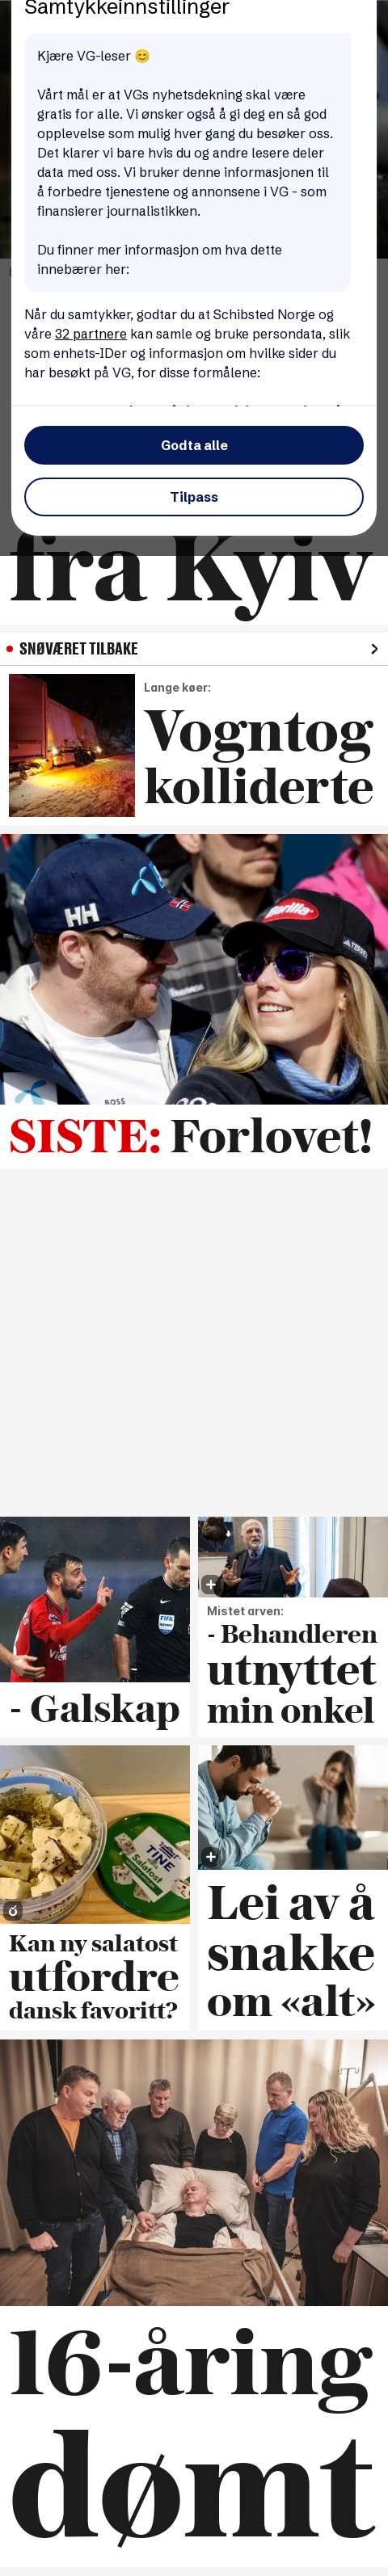 Samtykkeinnstillinger
Kjære VG-leser 😊
Vårt mål er at VGs nyhetsdekning skal være
gratis for alle. Vi ønsker også å gi deg en så god
opplevelse som mulig hver gang du besøker oss.
Det klarer vi bare hvis du og andre lesere deler
data med oss. Vi bruker denne informasjonen til
å forbedre tjenestene og annonsene i VG - som
finansierer journalistikken.
Du finner mer informasjon om hva dette
innebærer her:
Når du samtykker, godtar du at Schibsted Norge og
våre 32 partnere kan samle og bruke persondata, slik
som enhets-IDer og informasjon om hvilke sider du
har besøkt på VG, for disse formålene:
Godta alle
Tilpass
fra Kyiv
SNØVÆRET TILBAKE
Lange køer:
Vogntog
kolliderte
HH
Barilla
BOSS
SISTE: Forlovet!
FIFA
- Galskap
Mistet arven:
- Behandleren
utnyttet
min onkel
TINE
Salatost
Kan ny salatost
utfordre
dansk favoritt?
Lei av å
snakke
om «alt»
16-åring
dømt